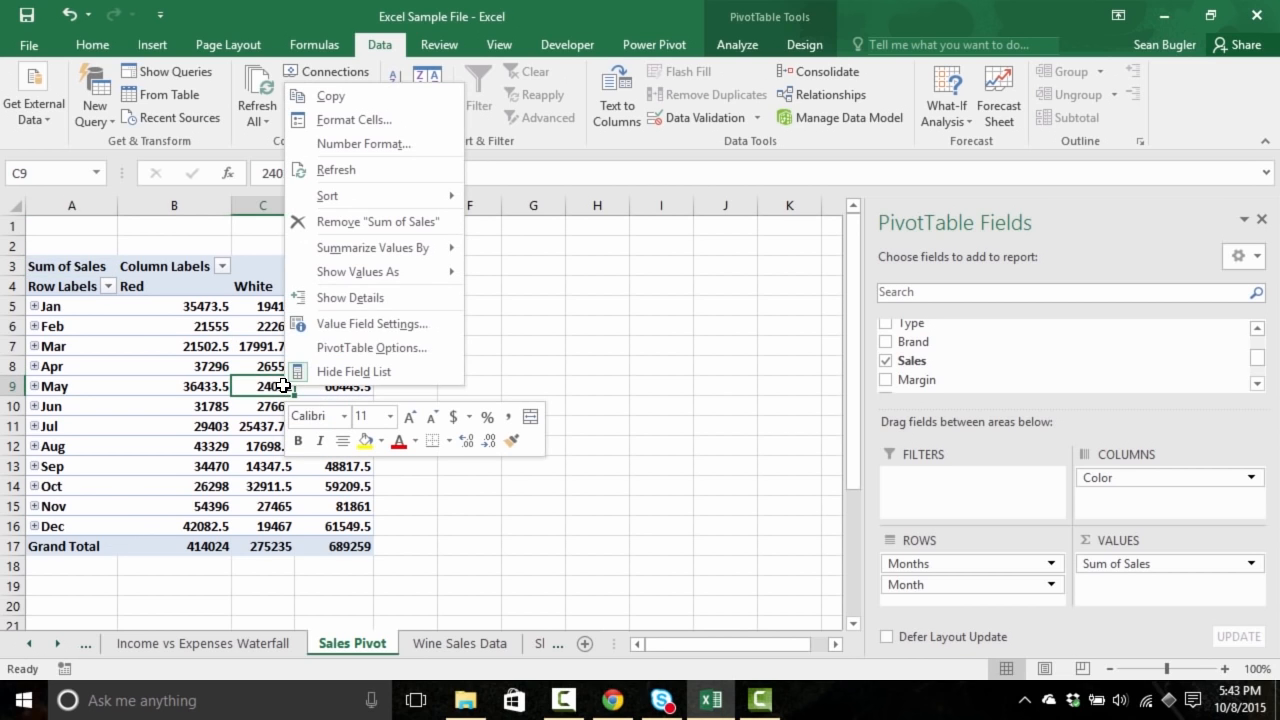 Excel Sample File - Excel
PivotTable Tools
File Home Insert Page Layout Formulas Data Review View Developer Power Pivot Analyze Design Tell me what you want to do... Sean Bugler Share
Get External Data
Show Queries
From Table
Recent Sources
New Query
Get & Transform
Refresh All
Connections
Filter
Clear
Reapply
Advanced
& Filter
Text to Columns
Flash Fill
Remove Duplicates
Data Validation
Consolidate
Relationships
Manage Data Model
Data Tools
What-If Analysis
Forecast Sheet
Forecast
Group
Ungroup
Subtotal
Outline
C9 fx 240
Copy
Format Cells...
Number Format...
Refresh
Sort
Remove "Sum of Sales"
Summarize Values By
Show Values As
Show Details
Value Field Settings...
PivotTable Options...
Hide Field List
Calibri 11 $ % ,
B I A
A B C F G H I J K
1
2
3 Sum of Sales Column Labels
4 Row Labels Red White
5 Jan 35473.5 1941
6 Feb 21555 2226
7 Mar 21502.5 17991.7
8 Apr 37296 2655
9 May 36433.5 240 60445.5
10 Jun 31785 2766
11 Jul 29403 25437.7
12 Aug 43329 17698.
13 Sep 34470 14347.5 48817.5
14 Oct 26298 32911.5 59209.5
15 Nov 54396 27465 81861
16 Dec 42082.5 19467 61549.5
17 Grand Total 414024 275235 689259
18
19
20
21
PivotTable Fields
Choose fields to add to report:
Search
Type
Brand
Sales
Margin
Drag fields between areas below:
FILTERS
COLUMNS
Color
ROWS
Months
Month
VALUES
Sum of Sales
Defer Layout Update UPDATE
... Income vs Expenses Waterfall Sales Pivot Wine Sales Data Sl ...
Ready 100%
Ask me anything
5:43 PM
10/8/2015